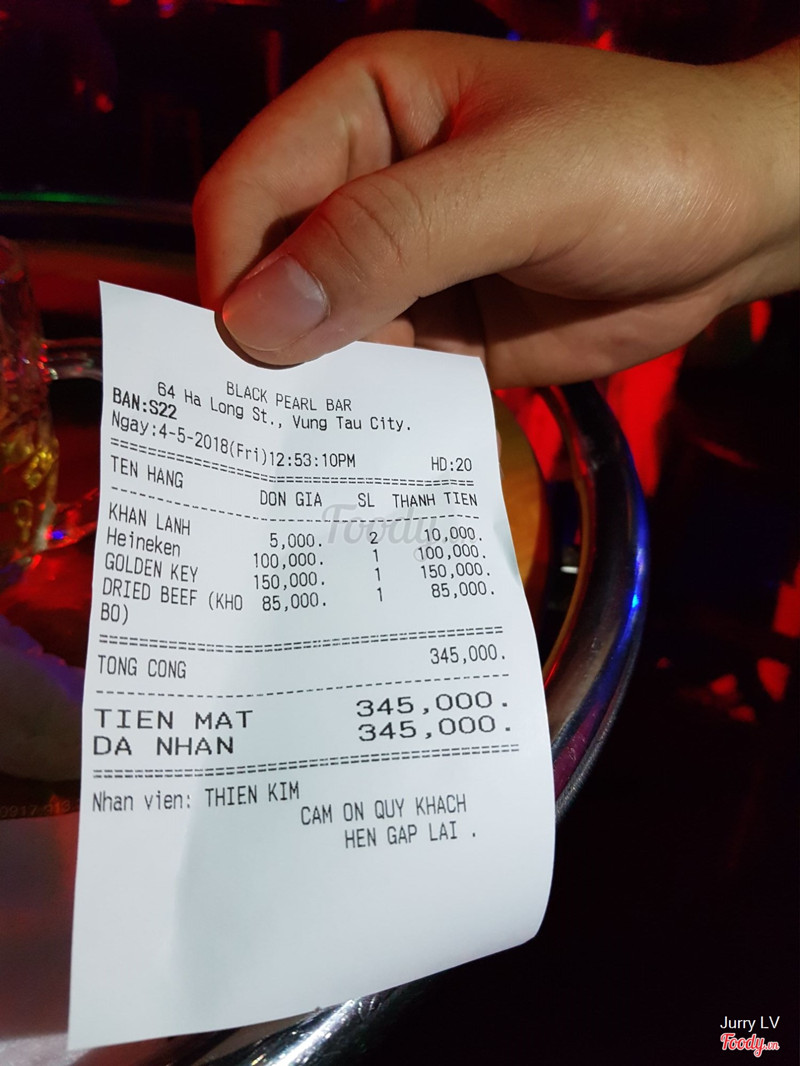 BLACK PEARL BAR
64 Ha Long St., Vung Tau City.
BAN:S22
Ngay:4-5-2018(Fri)12:53:10PM HD:20
TEN HANG DON GIA SL THANH TIEN
KHAN LANH 5,000. 2 10,000.
Heineken 100,000. 1 100,000.
GOLDEN KEY 150,000. 1 150,000.
DRIED BEEF (KHO 85,000. 1 85,000.
BO)
TONG CONG 345,000.
TIEN MAT 345,000.
DA NHAN 345,000.
Nhan vien: THIEN KIM
CAM ON QUY KHACH
HEN GAP LAI .
Foody
Jurry LV
Foody.vn